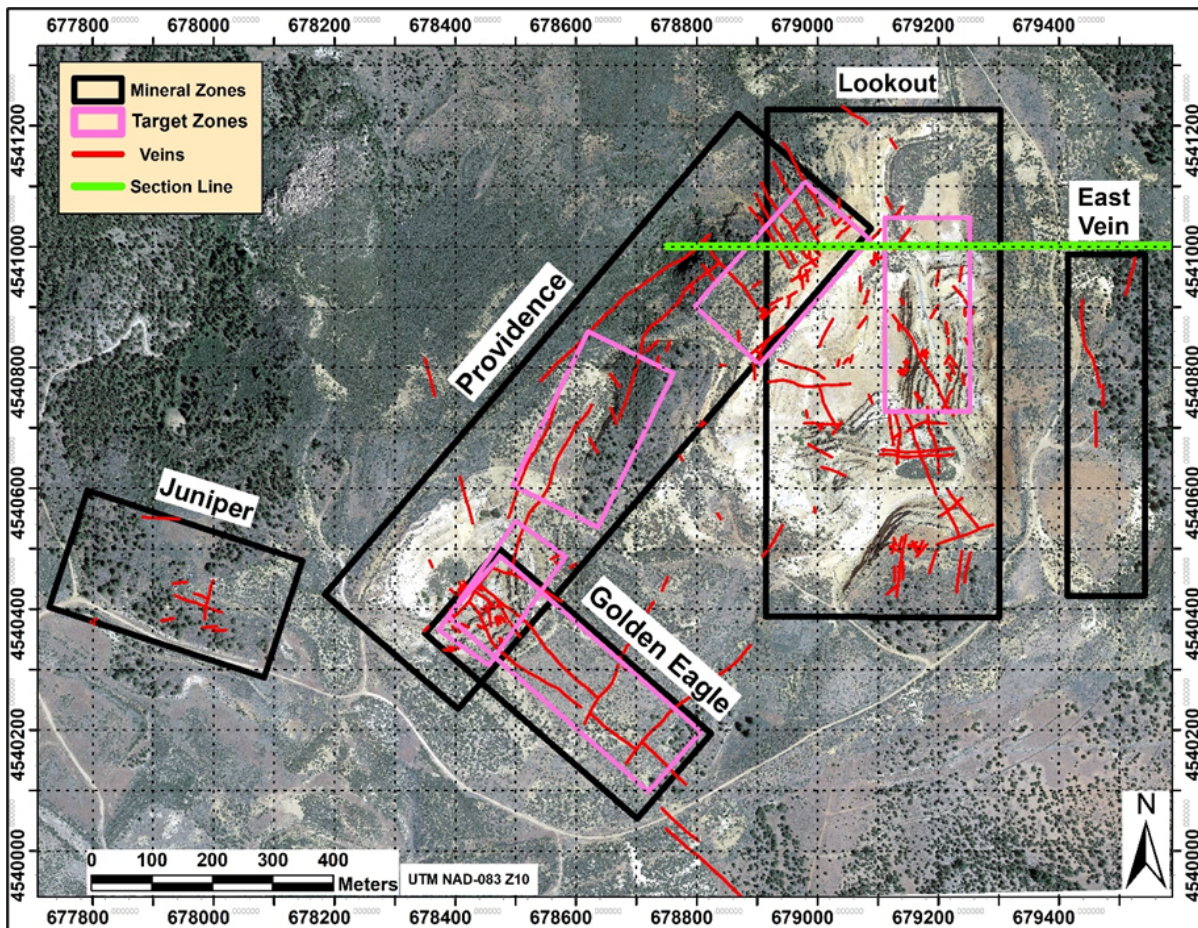 677800 678000 678200 678400 678600 678800 679000 679200 679400
Mineral Zones
Target Zones
Veins
Section Line
Lookout
East
Vein
Providence
Juniper
Golden Eagle
4541200
4541000
4540800
4540600
4540400
4540200
4540000
4541200
4541000
4540800
4540600
4540400
4540200
4540000
N
0 100 200 300 400
Meters
UTM NAD-083 Z10
677800 678000 678200 678400 678600 678800 679000 679200 679400